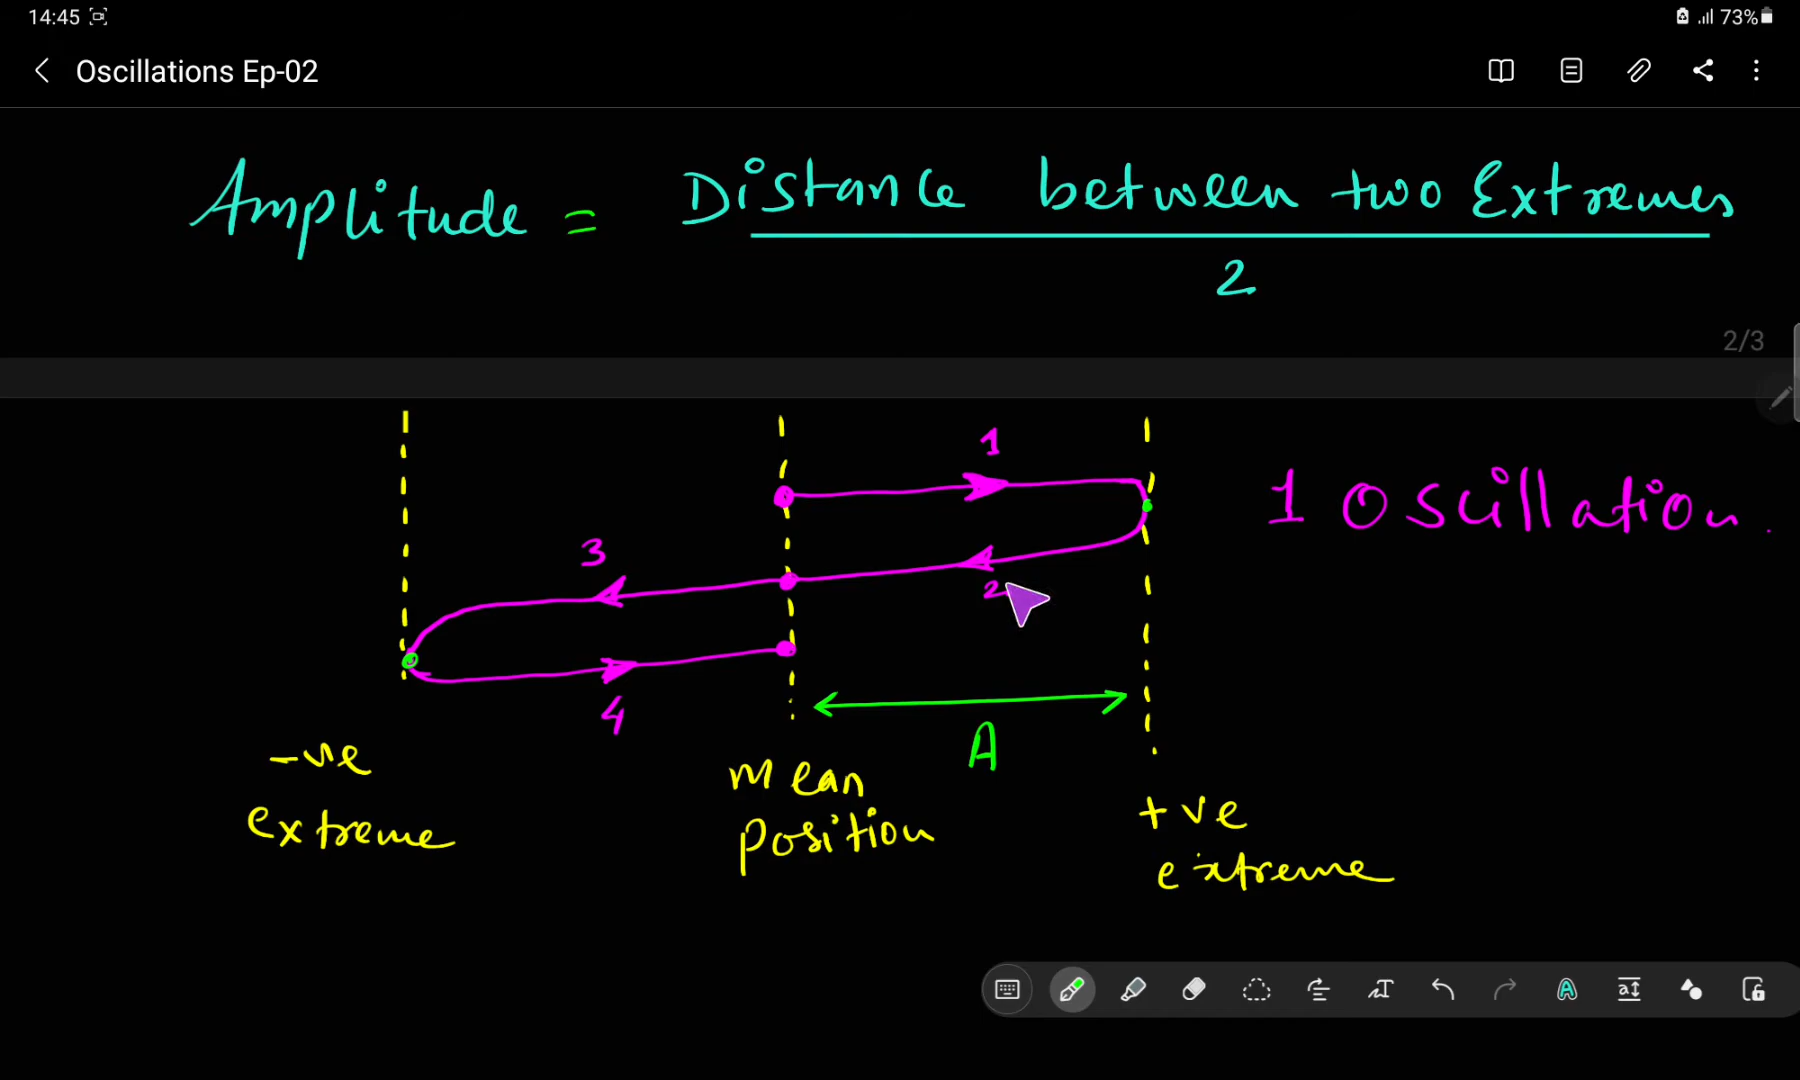 14:45
73%
Oscillations Ep-02
Amplitude = Distance between two Extremes
2
2/3
1
1 Oscillation.
3
2
4
A
-ve
extreme
mean
position
+ve
extreme